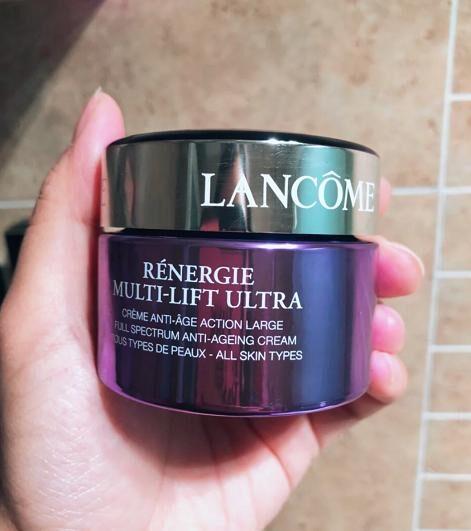 LANCÔME
RÉNERGIE
MULTI-LIFT ULTRA
CRÈME ANTI-ÂGE ACTION LARGE
FULL SPECTRUM ANTI-AGEING CREAM
TOUS TYPES DE PEAUX - ALL SKIN TYPES